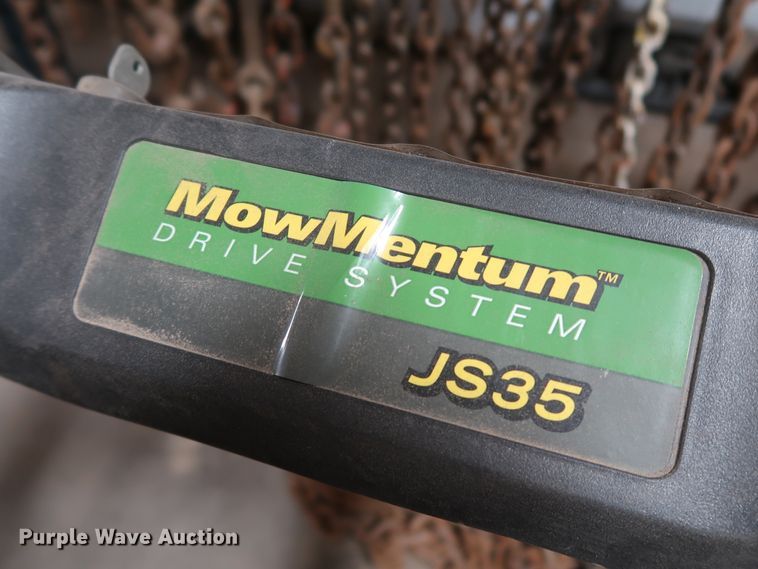 MowMentum™
DRIVE SYSTEM
JS35
Purple Wave Auction